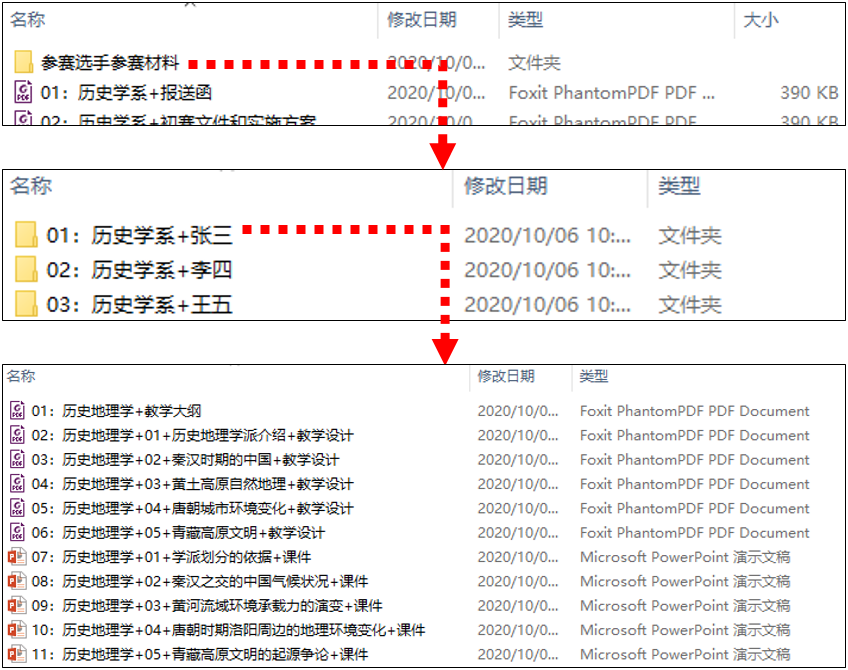 名称 修改日期 类型 大小
参赛选手参赛材料 2020/10/0... 文件夹
01：历史学系+报送函 2020/10/0... Foxit PhantomPDF PDF ... 390 KB
02：历史学系+初赛文件和实施方案 2020/10/0... Foxit PhantomPDF PDF 390 KB
名称 修改日期 类型
01：历史学系+张三 2020/10/06 10:... 文件夹
02：历史学系+李四 2020/10/06 10:... 文件夹
03：历史学系+王五 2020/10/06 10:... 文件夹
名称 修改日期 类型
01：历史地理学+教学大纲 2020/10/0... Foxit PhantomPDF PDF Document
02：历史地理学+01+历史地理学派介绍+教学设计 2020/10/0... Foxit PhantomPDF PDF Document
03：历史地理学+02+秦汉时期的中国+教学设计 2020/10/0... Foxit PhantomPDF PDF Document
04：历史地理学+03+黄土高原自然地理+教学设计 2020/10/0... Foxit PhantomPDF PDF Document
05：历史地理学+04+唐朝城市环境变化+教学设计 2020/10/0... Foxit PhantomPDF PDF Document
06：历史地理学+05+青藏高原文明+教学设计 2020/10/0... Foxit PhantomPDF PDF Document
07：历史地理学+01+学派划分的依据+课件 2020/10/0... Microsoft PowerPoint 演示文稿
08：历史地理学+02+秦汉之交的中国气候状况+课件 2020/10/0... Microsoft PowerPoint 演示文稿
09：历史地理学+03+黄河流域环境承载力的演变+课件 2020/10/0... Microsoft PowerPoint 演示文稿
10：历史地理学+04+唐朝时期洛阳周边的地理环境变化+课件 2020/10/0... Microsoft PowerPoint 演示文稿
11：历史地理学+05+青藏高原文明的起源争论+课件 2020/10/0... Microsoft PowerPoint 演示文稿